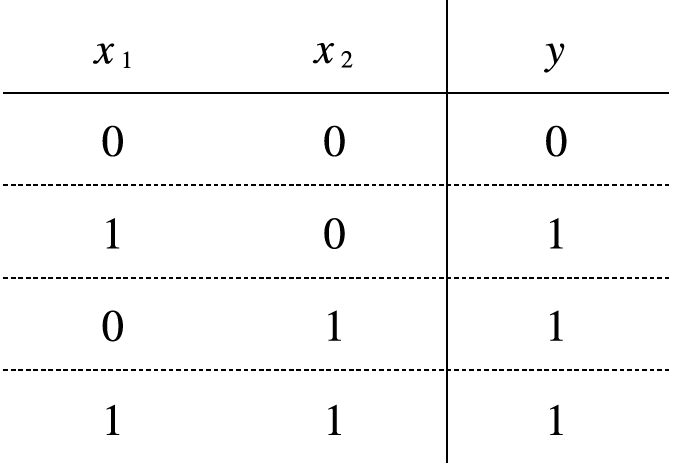 x₁ x₂ y
0 0 0
1 0 1
0 1 1
1 1 1